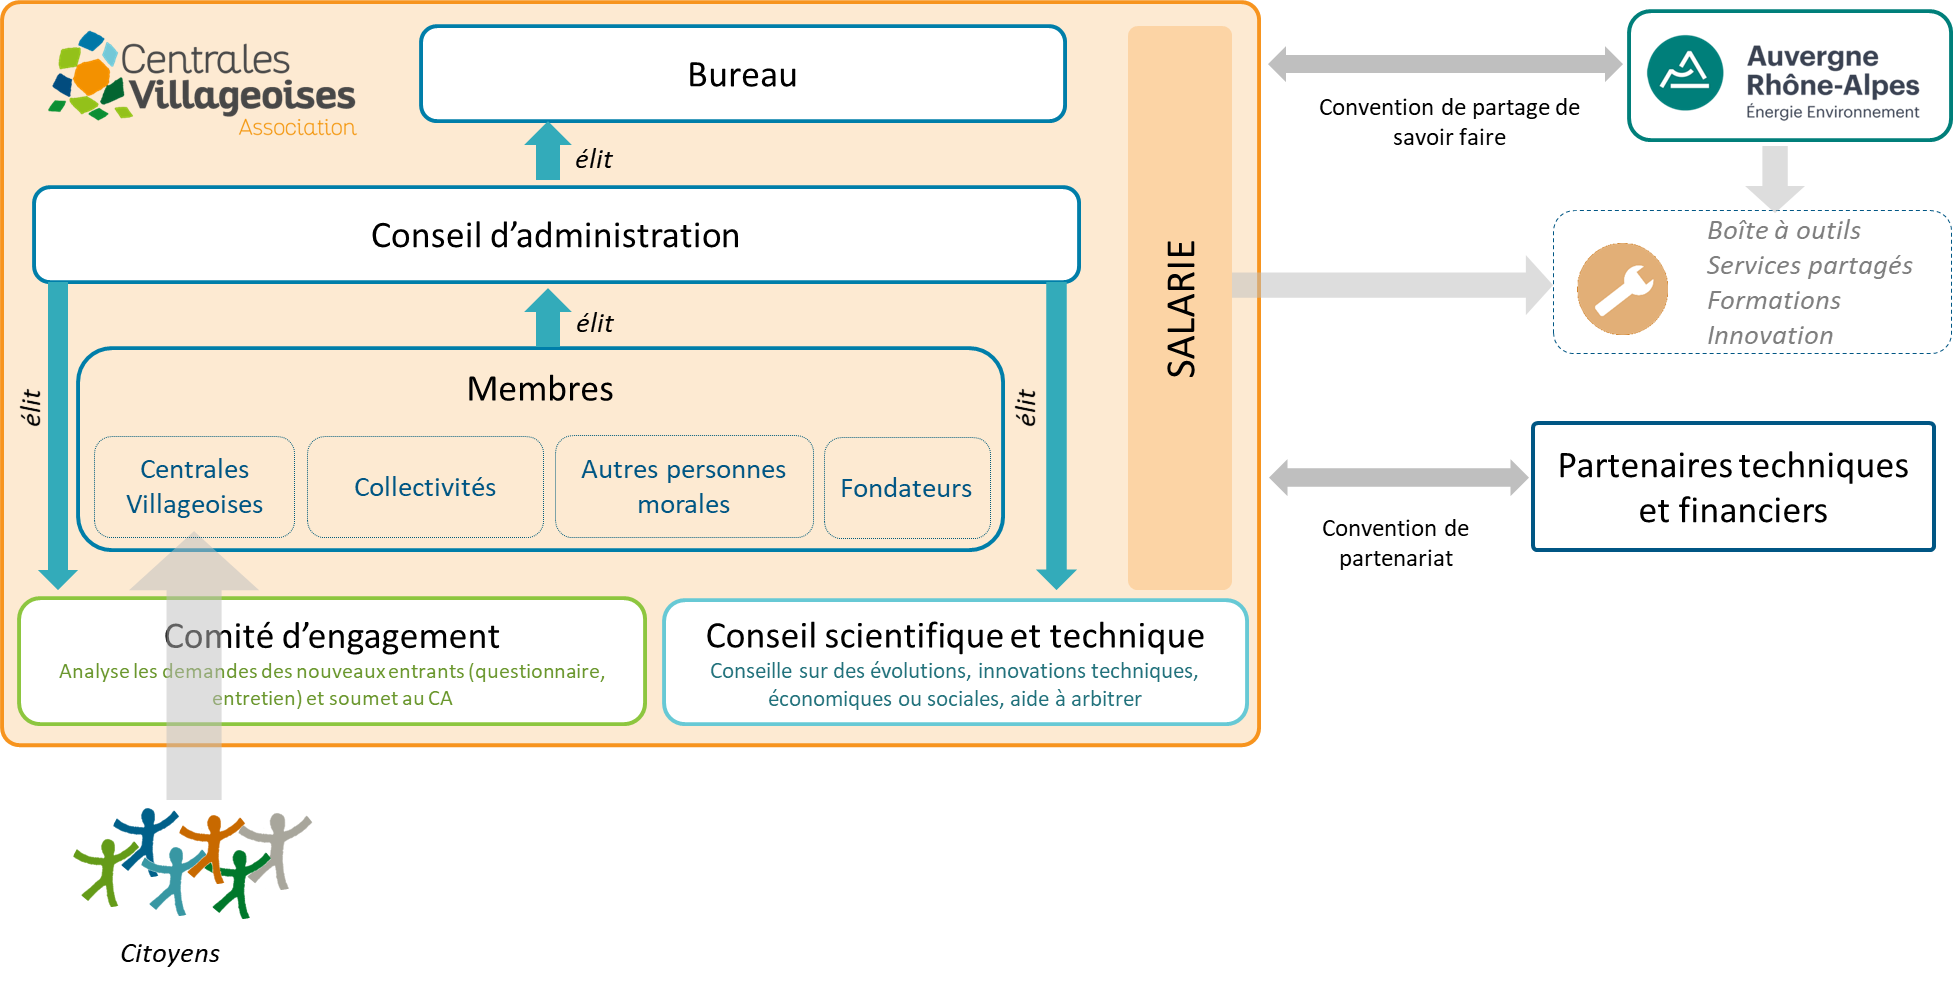 Centrales
Villageoises
Association
Bureau
élit
Conseil d’administration
élit
élit
élit
Membres
Centrales
Villageoises
Collectivités
Autres personnes
morales
Fondateurs
Comité d’engagement
Analyse les demandes des nouveaux entrants (questionnaire,
entretien) et soumet au CA
Conseil scientifique et technique
Conseille sur des évolutions, innovations techniques,
économiques ou sociales, aide à arbitrer
SALARIE
Citoyens
Convention de partage de
savoir faire
Auvergne
Rhône-Alpes
Énergie Environnement
Boîte à outils
Services partagés
Formations
Innovation
Partenaires techniques
et financiers
Convention de
partenariat